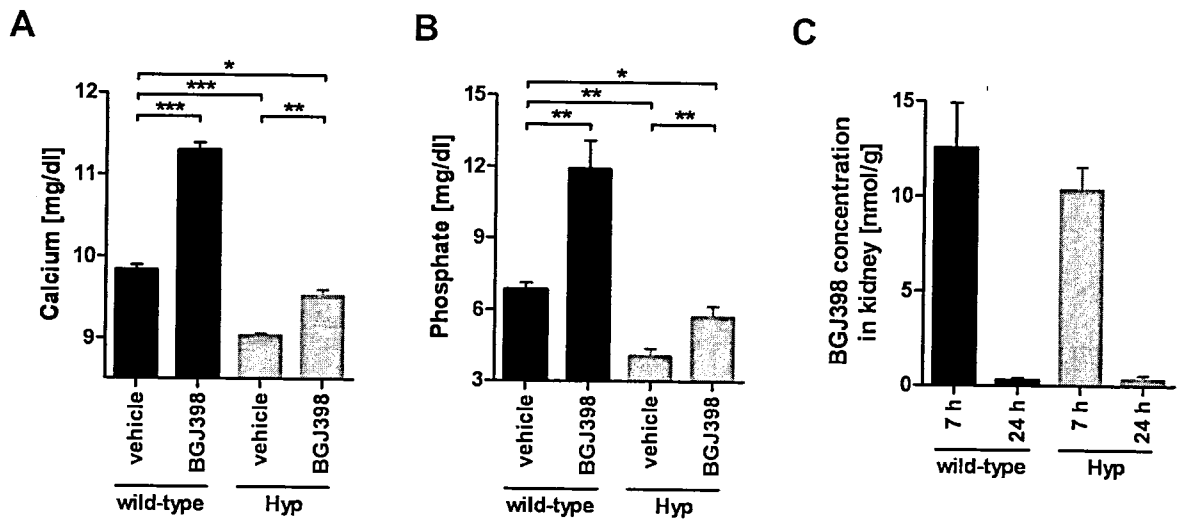 A
Calcium [mg/dl]
12
11
10
9
*
***
***
**
vehicle
BGJ398
vehicle
BGJ398
wild-type
Hyp
B
Phosphate [mg/dl]
15
12
9
6
3
*
**
**
**
vehicle
BGJ398
vehicle
BGJ398
wild-type
Hyp
C
BGJ398 concentration
in kidney [nmol/g]
15
10
5
0
7 h
24 h
7 h
24 h
wild-type
Hyp